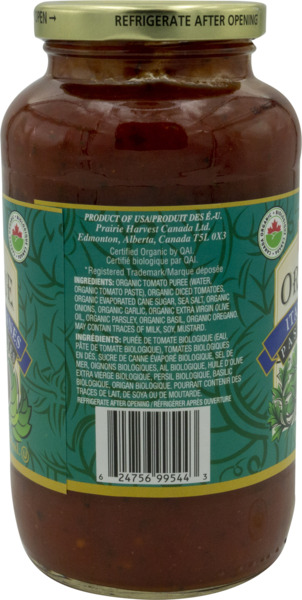 PEN → REFRIGERATE AFTER OPENING
PRODUCT OF USA/PRODUIT DES É.-U.
Prairie Harvest Canada Ltd.
Edmonton, Alberta, Canada T5L 0X3
Certified Organic by QAI.
Certifié biologique par QAI.
*Registered Trademark/Marque déposée
INGREDIENTS: ORGANIC TOMATO PUREE (WATER,
ORGANIC TOMATO PASTE), ORGANIC DICED TOMATOES,
ORGANIC EVAPORATED CANE SUGAR, SEA SALT, ORGANIC
ONIONS, ORGANIC GARLIC, ORGANIC EXTRA VIRGIN OLIVE
OIL, ORGANIC PARSLEY, ORGANIC BASIL, ORGANIC OREGANO.
MAY CONTAIN TRACES OF MILK, SOY, MUSTARD.
INGRÉDIENTS: PURÉE DE TOMATE BIOLOGIQUE (EAU,
PÂTE DE TOMATE BIOLOGIQUE), TOMATES BIOLOGIQUES
EN DÉS, SUCRE DE CANNE ÉVAPORÉ BIOLOGIQUE, SEL DE
MER, OIGNONS BIOLOGIQUES, AIL BIOLOGIQUE, HUILE D'OLIVE
EXTRA VIERGE BIOLOGIQUE, PERSIL BIOLOGIQUE, BASILIC
BIOLOGIQUE, ORIGAN BIOLOGIQUE. POURRAIT CONTENIR DES
TRACES DE LAIT, DE SOYA OU DE MOUTARDE.
REFRIGERATE AFTER OPENING / RÉFRIGÉRER APRÈS OUVERTURE
6 24756 99544 3